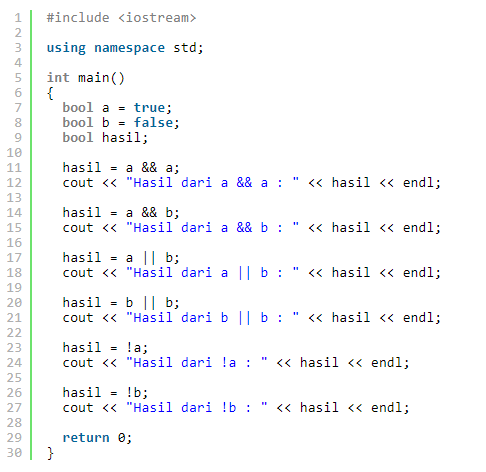 1 #include <iostream>
2
3 using namespace std;
4
5 int main()
6 {
7   bool a = true;
8   bool b = false;
9   bool hasil;
10
11   hasil = a && a;
12   cout << "Hasil dari a && a : " << hasil << endl;
13
14   hasil = a && b;
15   cout << "Hasil dari a && b : " << hasil << endl;
16
17   hasil = a || b;
18   cout << "Hasil dari a || b : " << hasil << endl;
19
20   hasil = b || b;
21   cout << "Hasil dari b || b : " << hasil << endl;
22
23   hasil = !a;
24   cout << "Hasil dari !a : " << hasil << endl;
25
26   hasil = !b;
27   cout << "Hasil dari !b : " << hasil << endl;
28
29   return 0;
30 }